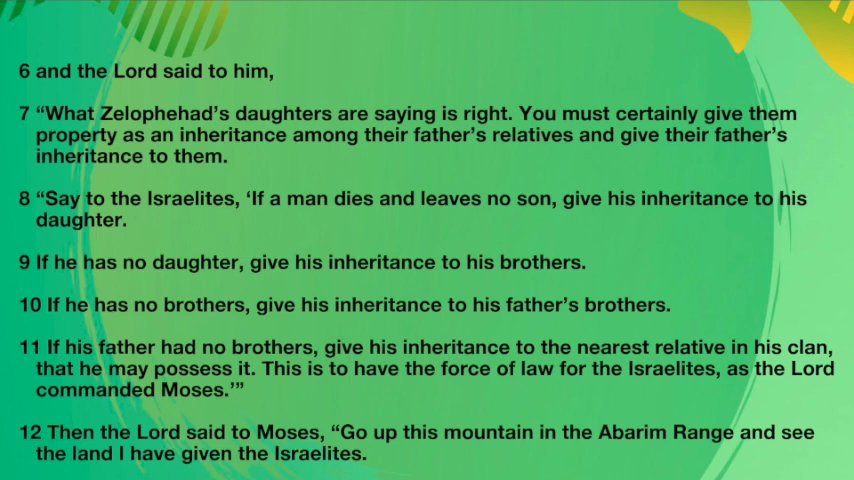 6 and the Lord said to him,
7 “What Zelophehad’s daughters are saying is right. You must certainly give them
property as an inheritance among their father’s relatives and give their father’s
inheritance to them.
8 “Say to the Israelites, ‘If a man dies and leaves no son, give his inheritance to his
daughter.
9 If he has no daughter, give his inheritance to his brothers.
10 If he has no brothers, give his inheritance to his father’s brothers.
11 If his father had no brothers, give his inheritance to the nearest relative in his clan,
that he may possess it. This is to have the force of law for the Israelites, as the Lord
commanded Moses.’”
12 Then the Lord said to Moses, “Go up this mountain in the Abarim Range and see
the land I have given the Israelites.